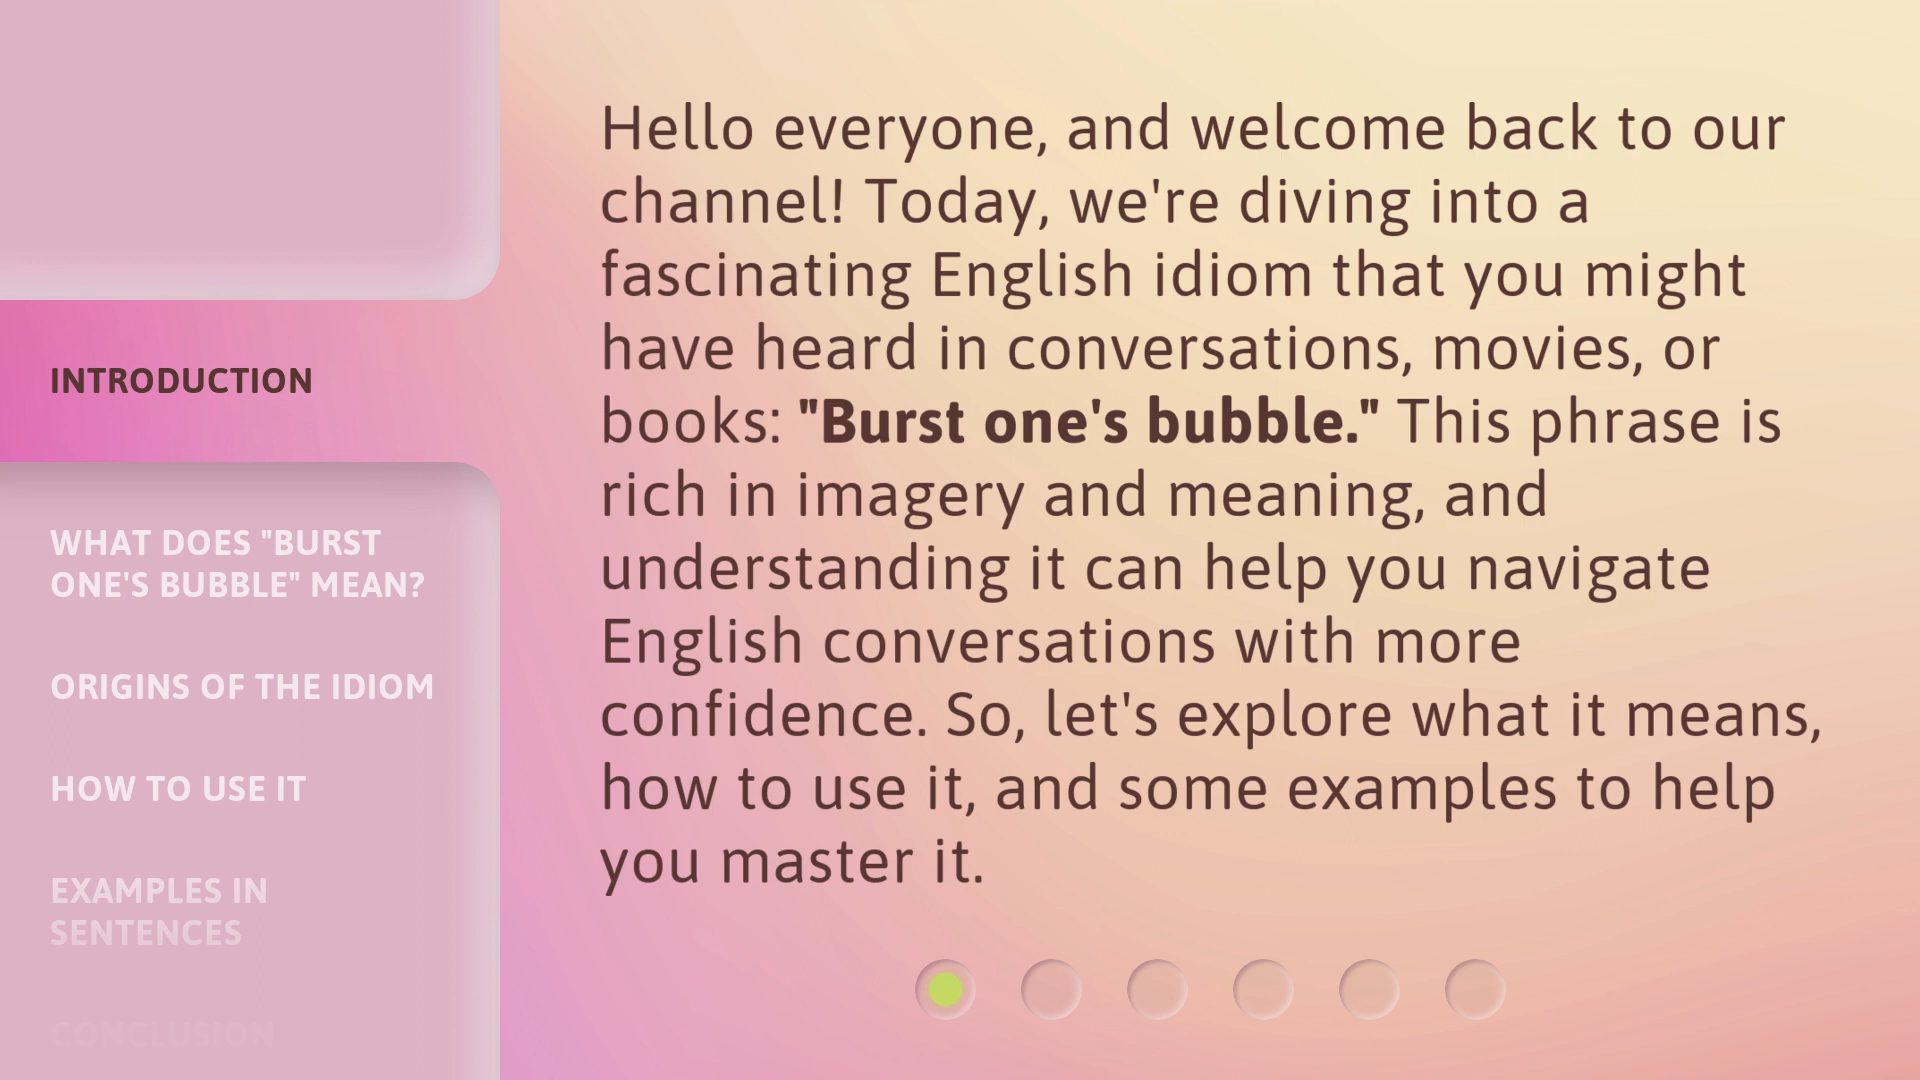 INTRODUCTION
WHAT DOES "BURST
ONE'S BUBBLE" MEAN?
ORIGINS OF THE IDIOM
HOW TO USE IT
EXAMPLES IN
SENTENCES
CONCLUSION
Hello everyone, and welcome back to our
channel! Today, we're diving into a
fascinating English idiom that you might
have heard in conversations, movies, or
books: "Burst one's bubble." This phrase is
rich in imagery and meaning, and
understanding it can help you navigate
English conversations with more
confidence. So, let's explore what it means,
how to use it, and some examples to help
you master it.